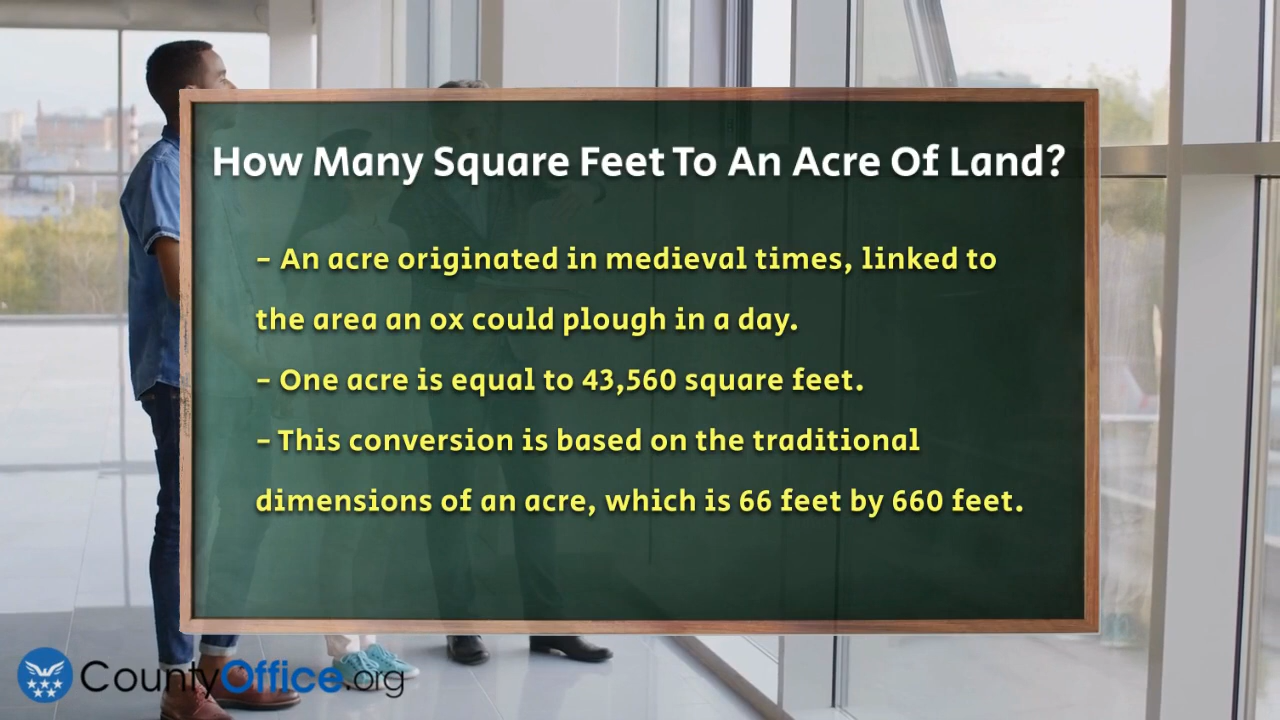 How Many Square Feet To An Acre Of Land?
- An acre originated in medieval times, linked to
the area an ox could plough in a day.
- One acre is equal to 43,560 square feet.
- This conversion is based on the traditional
dimensions of an acre, which is 66 feet by 660 feet.
CountyOffice.org